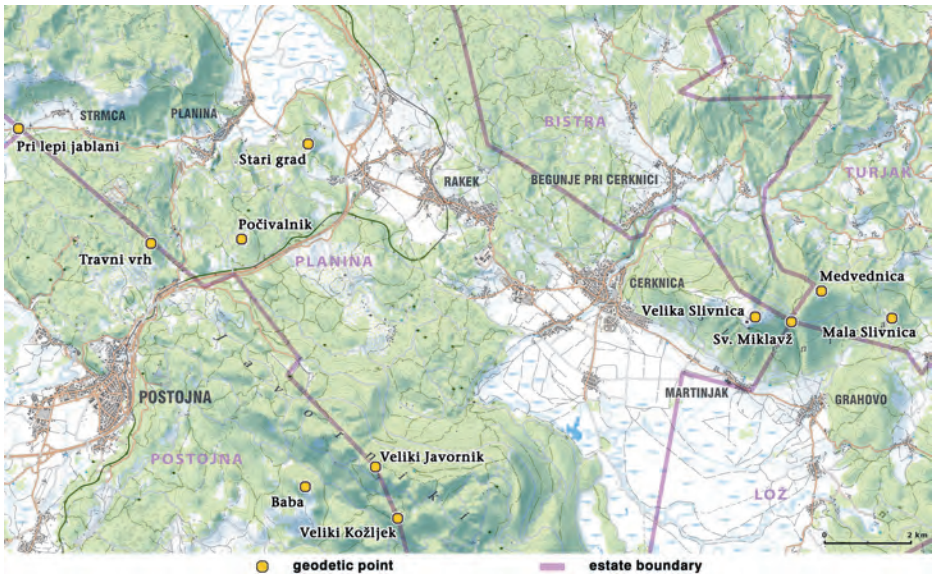 STRMCA
PLANINA
Pri lepi jablani
Stari grad
RAKEK
BISTRA
BEGUNJE PRI CERKNICI
TURJAK
Počivalnik
Travni vrh
PLANINA
CERKNICA
Medvednica
Velika Slivnica
Sv. Miklavž
Mala Slivnica
POSTOJNA
MARTINJAK
GRAHOVO
POSTOJNA
Veliki Javornik
Baba
LOŽ
Veliki Kožljek
0 2 km
geodetic point estate boundary